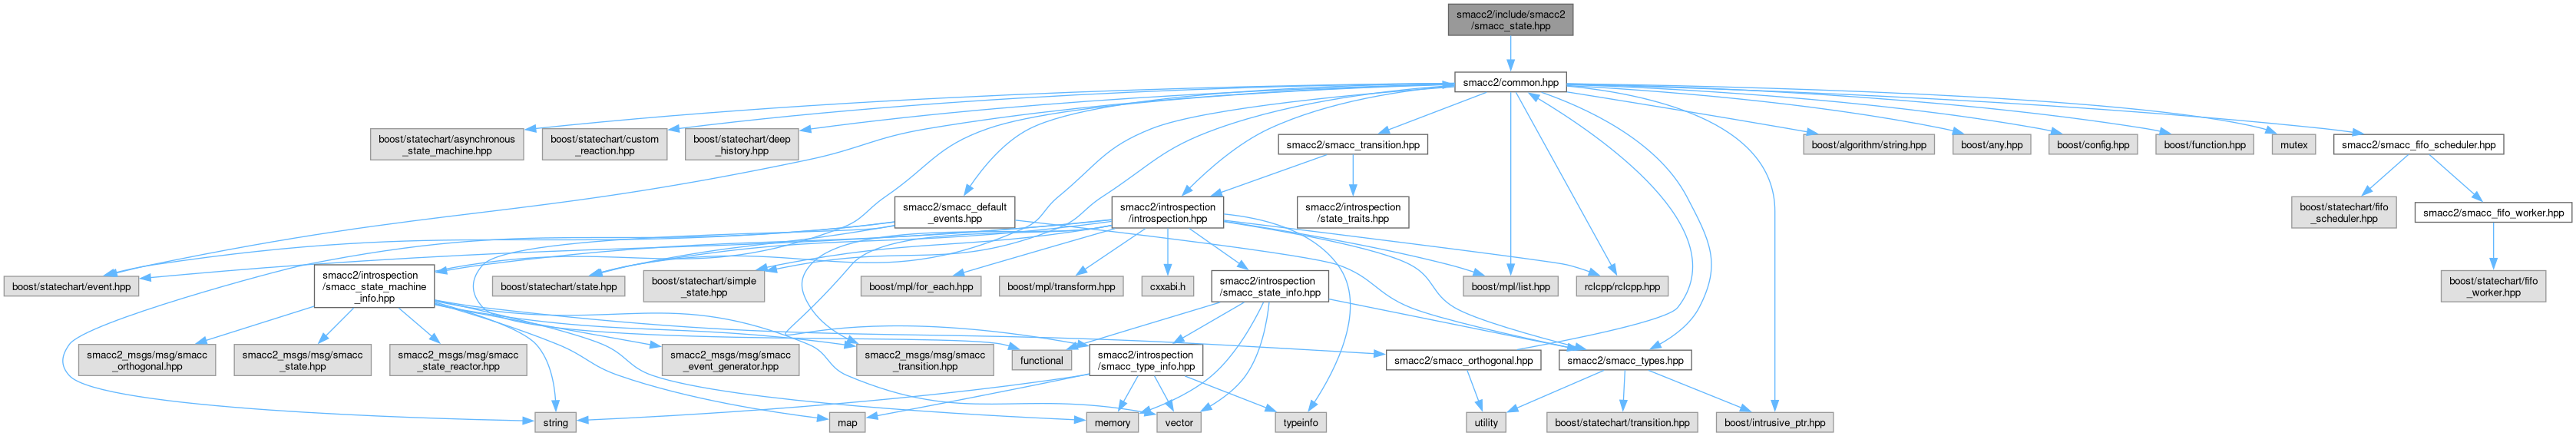 smacc2/include/smacc2
/smacc_state.hpp
smacc2/common.hpp
boost/statechart/asynchronous
_state_machine.hpp
boost/statechart/custom
_reaction.hpp
boost/statechart/deep
_history.hpp
smacc2/smacc_transition.hpp
boost/algorithm/string.hpp
boost/any.hpp
boost/config.hpp
boost/function.hpp
mutex
smacc2/smacc_fifo_scheduler.hpp
smacc2/smacc_default
_events.hpp
smacc2/introspection
/introspection.hpp
smacc2/introspection
/state_traits.hpp
boost/statechart/fifo
_scheduler.hpp
smacc2/smacc_fifo_worker.hpp
boost/statechart/event.hpp
smacc2/introspection
/smacc_state_machine
_info.hpp
boost/statechart/state.hpp
boost/statechart/simple
_state.hpp
boost/mpl/for_each.hpp
boost/mpl/transform.hpp
cxxabi.h
smacc2/introspection
/smacc_state_info.hpp
boost/mpl/list.hpp
rclcpp/rclcpp.hpp
boost/statechart/fifo
_worker.hpp
smacc2_msgs/msg/smacc
_orthogonal.hpp
smacc2_msgs/msg/smacc
_state.hpp
smacc2_msgs/msg/smacc
_state_reactor.hpp
smacc2_msgs/msg/smacc
_event_generator.hpp
smacc2_msgs/msg/smacc
_transition.hpp
functional
smacc2/introspection
/smacc_type_info.hpp
smacc2/smacc_orthogonal.hpp
smacc2/smacc_types.hpp
string
map
memory
vector
typeinfo
utility
boost/statechart/transition.hpp
boost/intrusive_ptr.hpp